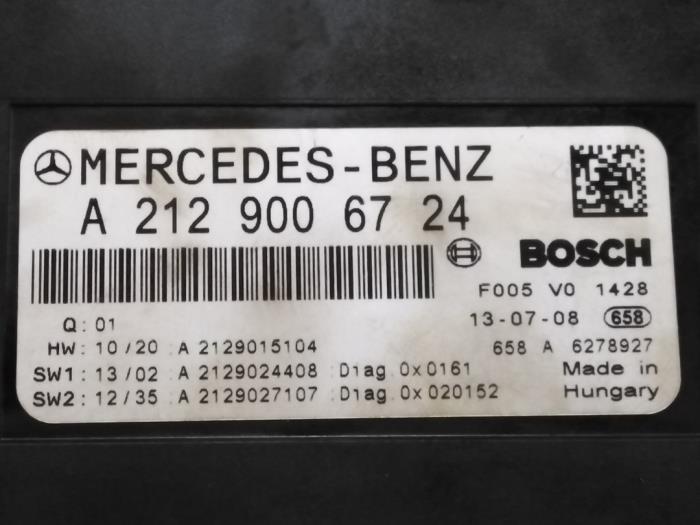 MERCEDES-BENZ
A 212 900 67 24
BOSCH
F005 V0 1428
Q: 01
13-07-08 658
HW: 10/20 A 2129015104
658 A 6278927
SW1: 13/02 A 2129024408 Diag 0x0161
Made in
SW2: 12/35 A 2129027107 Diag 0x020152
Hungary